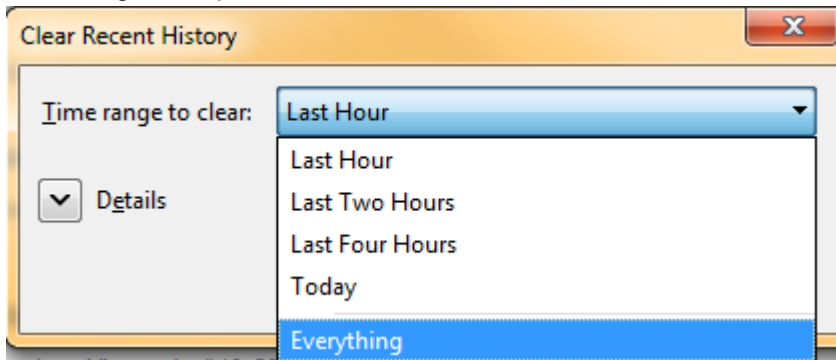 Clear Recent History
Time range to clear: Last Hour
Last Hour
Last Two Hours
Details
Last Four Hours
Today
Everything